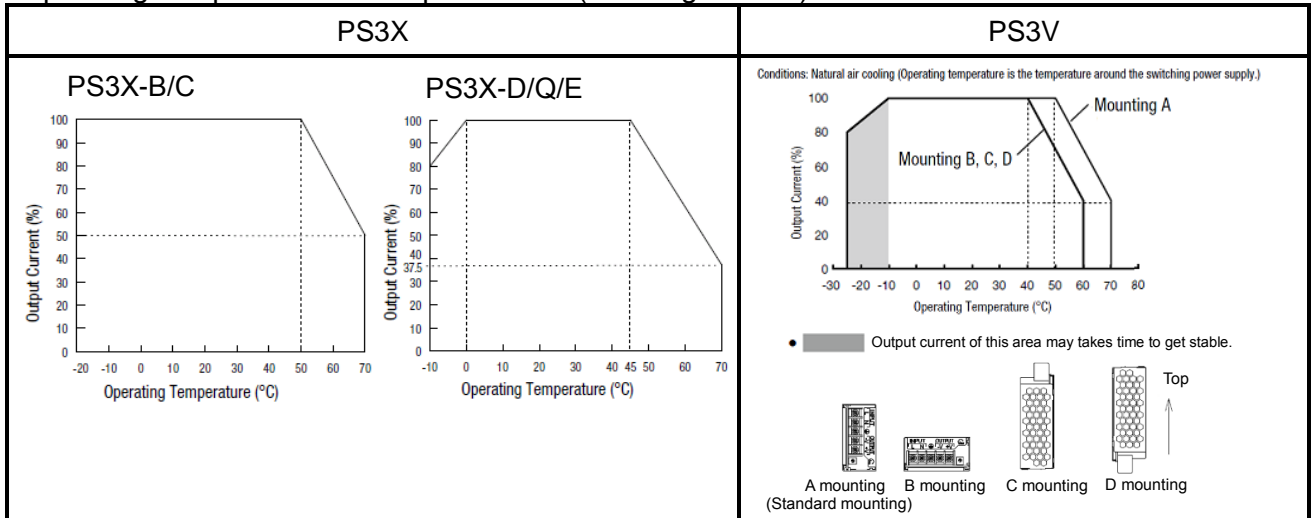 PS3X
PS3V
PS3X-B/C
100
90
80
70
60
50
40
30
20
10
0
Output Current (%)
-20 -10 0 10 20 30 40 50 60 70
Operating Temperature (°C)
PS3X-D/Q/E
100
90
80
70
60
50
40
37.5
30
20
10
0
Output Current (%)
-10 0 10 20 30 40 45 50 60 70
Operating Temperature (°C)
Conditions: Natural air cooling (Operating temperature is the temperature around the switching power supply.)
100
80
60
40
20
0
Output Current (%)
Mounting A
Mounting B, C, D
-30 -20 -10 0 10 20 30 40 50 60 70 80
Operating Temperature (°C)
● Output current of this area may takes time to get stable.
Top
INPUT OUTPUT
L N
A mounting
(Standard mounting)
B mounting
C mounting
D mounting